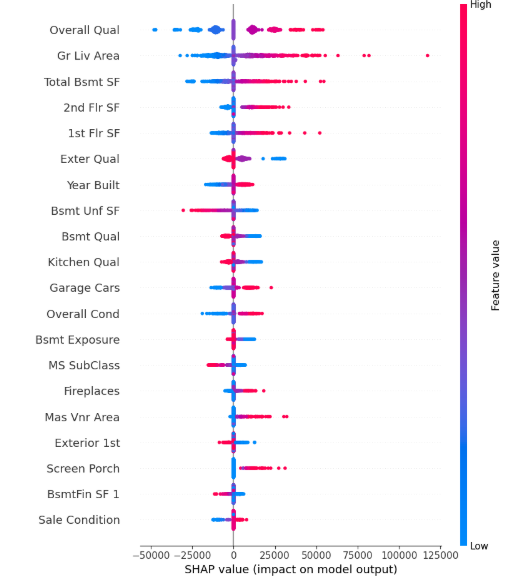 High
Overall Qual
Gr Liv Area
Total Bsmt SF
2nd Flr SF
1st Flr SF
Exter Qual
Year Built
Bsmt Unf SF
Bsmt Qual
Kitchen Qual
Garage Cars
Overall Cond
Bsmt Exposure
MS SubClass
Fireplaces
Mas Vnr Area
Exterior 1st
Screen Porch
BsmtFin SF 1
Sale Condition
Feature value
Low
−50000 −25000 0 25000 50000 75000 100000 125000
SHAP value (impact on model output)